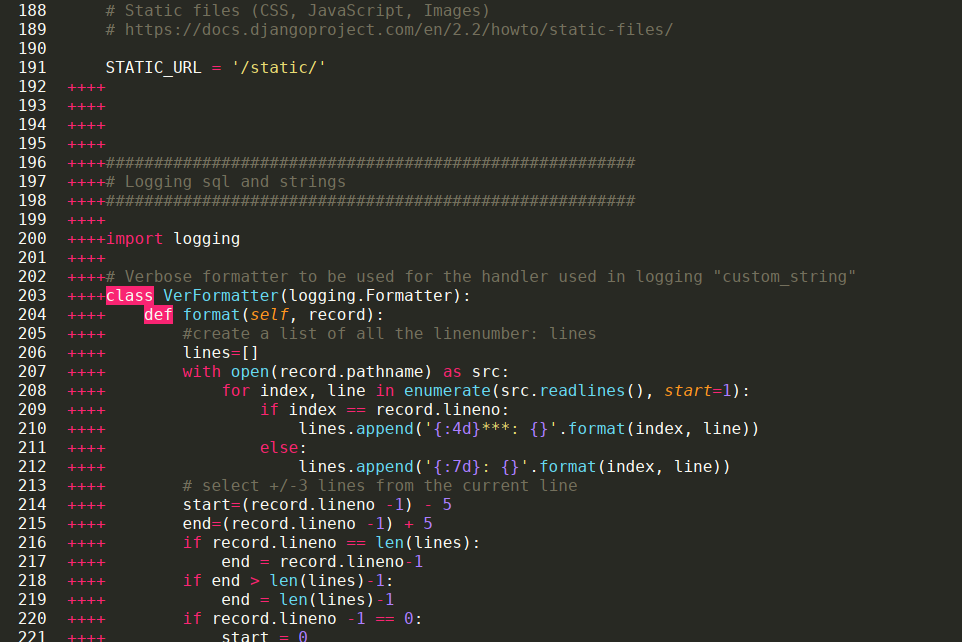 188      # Static files (CSS, JavaScript, Images)
189      # https://docs.djangoproject.com/en/2.2/howto/static-files/
190
191      STATIC_URL = '/static/'
192  ++++
193  ++++
194  ++++
195  ++++
196  ++++#######################################################
197  ++++# Logging sql and strings
198  ++++#######################################################
199  ++++
200  ++++import logging
201  ++++
202  ++++# Verbose formatter to be used for the handler used in logging "custom_string"
203  ++++class VerFormatter(logging.Formatter):
204  ++++    def format(self, record):
205  ++++        #create a list of all the linenumber: lines
206  ++++        lines=[]
207  ++++        with open(record.pathname) as src:
208  ++++            for index, line in enumerate(src.readlines(), start=1):
209  ++++                if index == record.lineno:
210  ++++                    lines.append('{:4d}***: {}'.format(index, line))
211  ++++                else:
212  ++++                    lines.append('{:7d}: {}'.format(index, line))
213  ++++        # select +/-3 lines from the current line
214  ++++        start=(record.lineno -1) - 5
215  ++++        end=(record.lineno -1) + 5
216  ++++        if record.lineno == len(lines):
217  ++++            end = record.lineno-1
218  ++++        if end > len(lines)-1:
219  ++++            end = len(lines)-1
220  ++++        if record.lineno -1 == 0:
221  ++++            start = 0